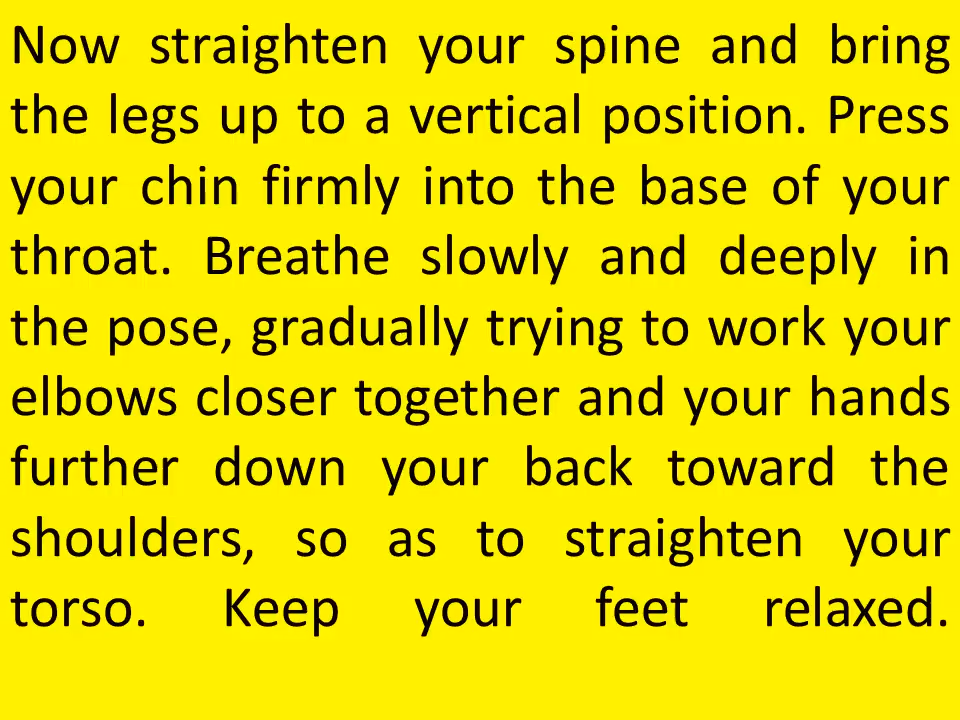 Now straighten your spine and bring
the legs up to a vertical position. Press
your chin firmly into the base of your
throat. Breathe slowly and deeply in
the pose, gradually trying to work your
elbows closer together and your hands
further down your back toward the
shoulders, so as to straighten your
torso. Keep your feet relaxed.